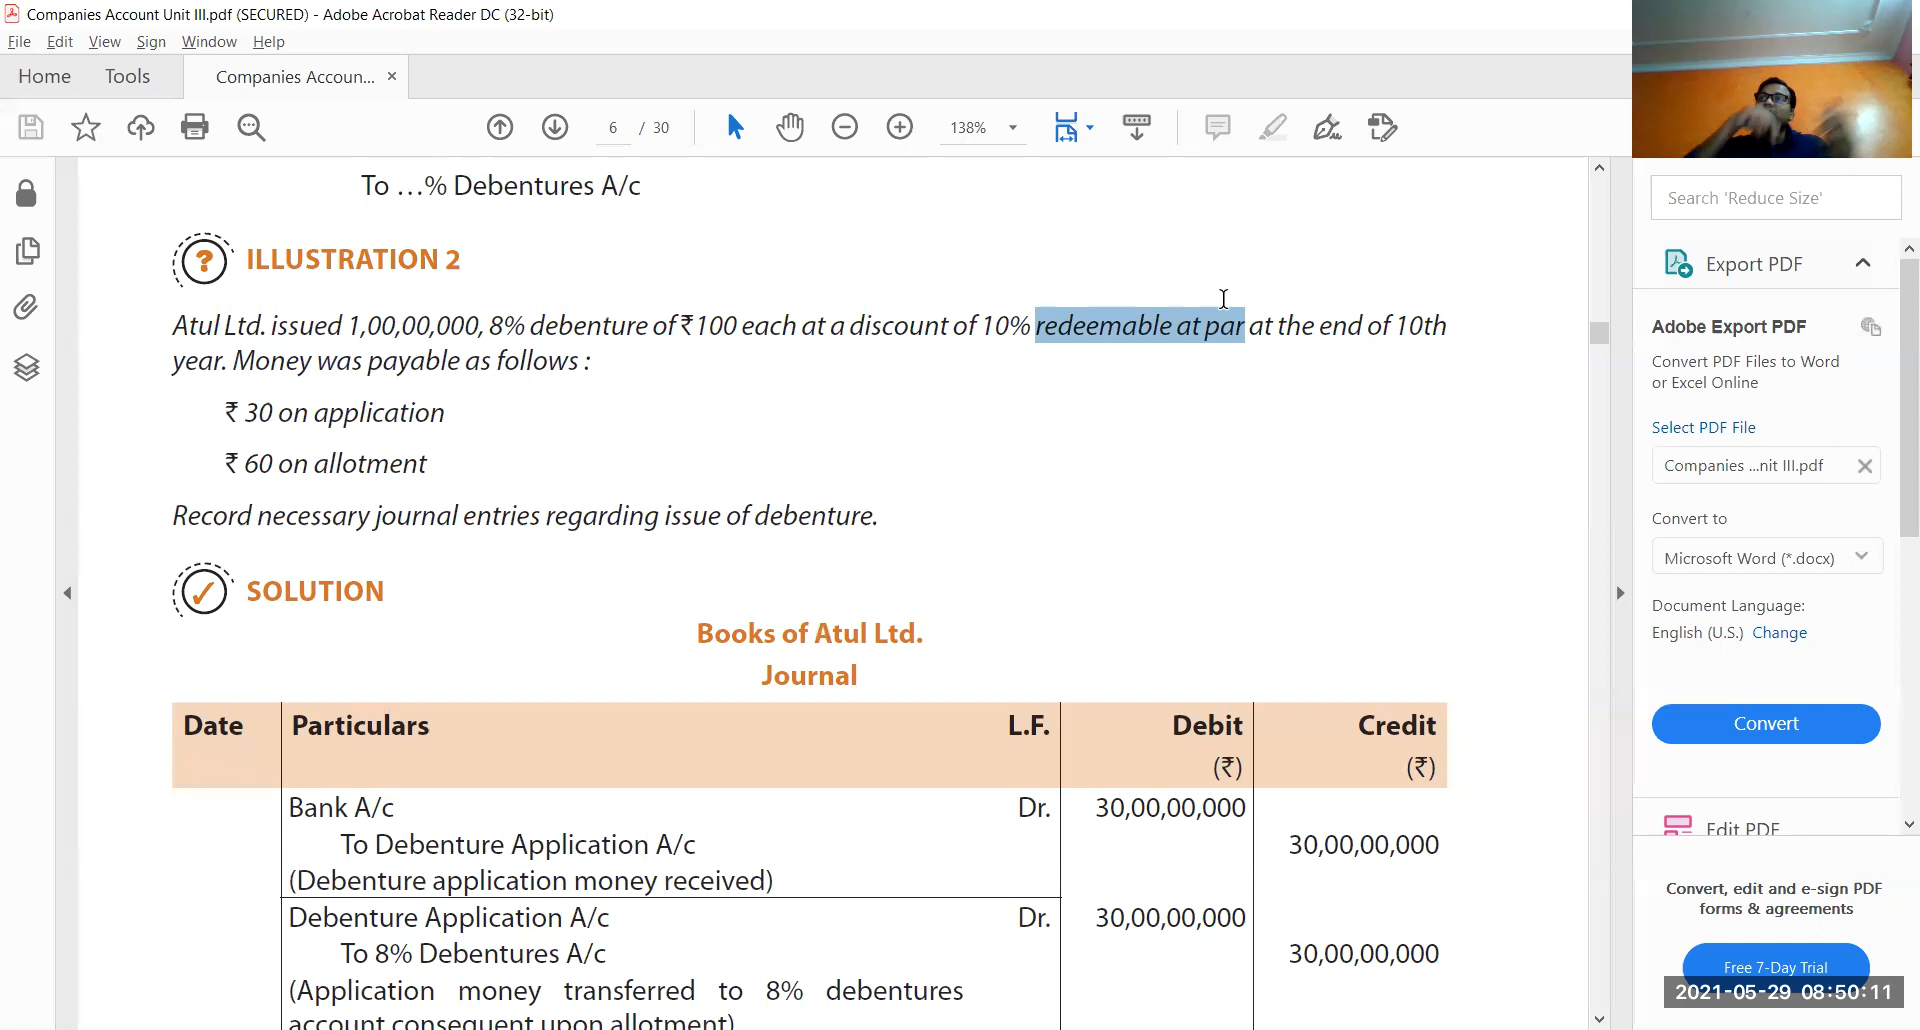 Companies Account Unit III.pdf (SECURED) - Adobe Acrobat Reader DC (32-bit)
File Edit View Sign Window Help
Home Tools Companies Accoun... ×
6 / 30 138%
To ...% Debentures A/c
? ILLUSTRATION 2
Atul Ltd. issued 1,00,00,000, 8% debenture of ₹100 each at a discount of 10% redeemable at par at the end of 10th
year. Money was payable as follows :
₹ 30 on application
₹ 60 on allotment
Record necessary journal entries regarding issue of debenture.
✓ SOLUTION
Books of Atul Ltd.
Journal
Date Particulars L.F. Debit Credit
(₹) (₹)
Bank A/c Dr. 30,00,00,000
To Debenture Application A/c 30,00,00,000
(Debenture application money received)
Debenture Application A/c Dr. 30,00,00,000
To 8% Debentures A/c 30,00,00,000
(Application money transferred to 8% debentures
account consequent upon allotment)
Search 'Reduce Size'
Export PDF
Adobe Export PDF
Convert PDF Files to Word
or Excel Online
Select PDF File
Companies ...nit III.pdf
Convert to
Microsoft Word (*.docx)
Document Language:
English (U.S.) Change
Convert
Edit PDF
Convert, edit and e-sign PDF
forms & agreements
Free 7-Day Trial
2021-05-29 08:50:11